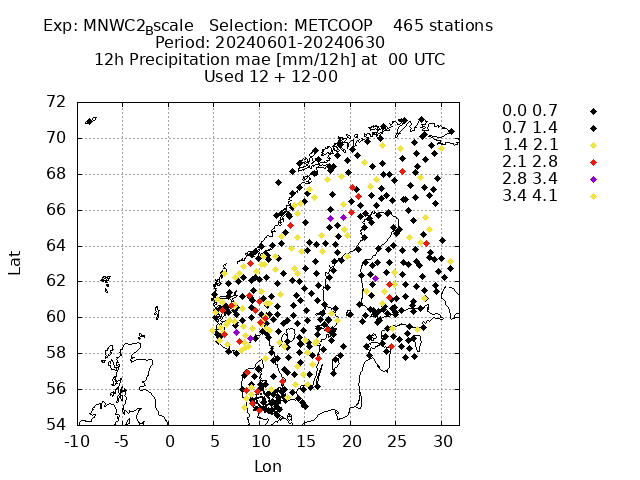 Exp: MNWC2Bscale   Selection: METCOOP    465 stations
Period: 20240601-20240630
12h Precipitation mae [mm/12h] at  00 UTC
Used 12 + 12-00
0.0 0.7
0.7 1.4
1.4 2.1
2.1 2.8
2.8 3.4
3.4 4.1
72
70
68
66
64
62
60
58
56
54
Lat
-10 -5 0 5 10 15 20 25 30
Lon